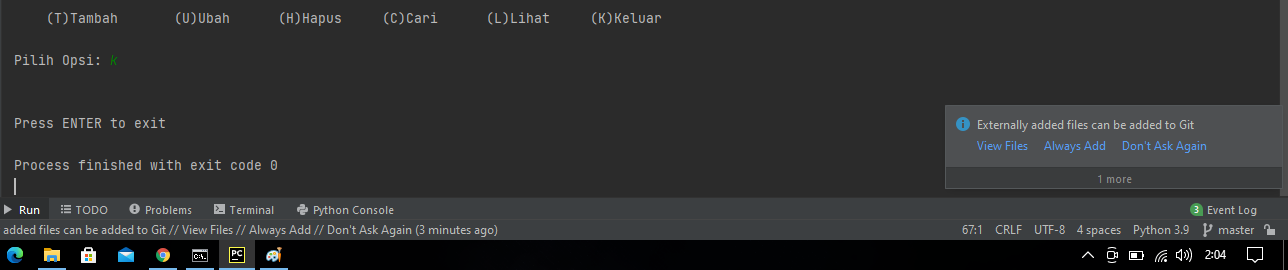 (T)Tambah (U)Ubah (H)Hapus (C)Cari (L)Lihat (K)Keluar
Pilih Opsi: k
Press ENTER to exit
Process finished with exit code 0
Externally added files can be added to Git
View Files Always Add Don't Ask Again
1 more
Run TODO Problems Terminal Python Console 3 Event Log
added files can be added to Git // View Files // Always Add // Don't Ask Again (3 minutes ago) 67:1 CRLF UTF-8 4 spaces Python 3.9 master
C:\. PC 2:04